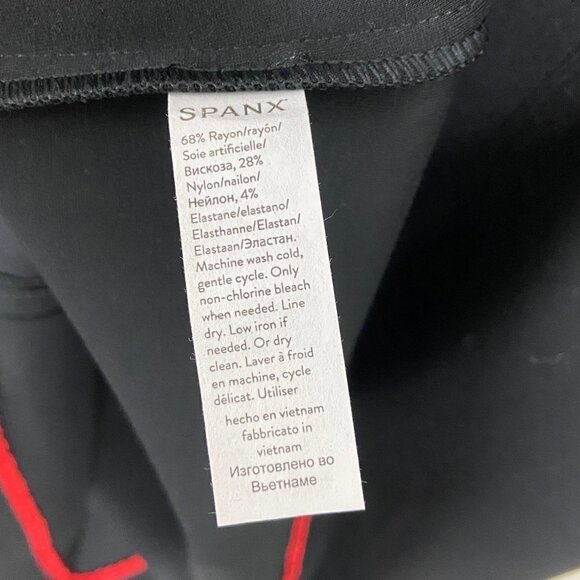 SPANX
68% Rayon/rayón/
Soie artificielle/
Вискоза, 28%
Nylon/nailon/
Нейлон, 4%
Elastane/elastano/
Elasthanne/Elastan/
Elastaan/Эластан.
Machine wash cold,
gentle cycle. Only
non-chlorine bleach
when needed. Line
dry. Low iron if
needed. Or dry
clean. Laver à froid
en machine, cycle
délicat. Utiliser
hecho en vietnam
fabbricato in
vietnam
Изготовлено во
Вьетнаме